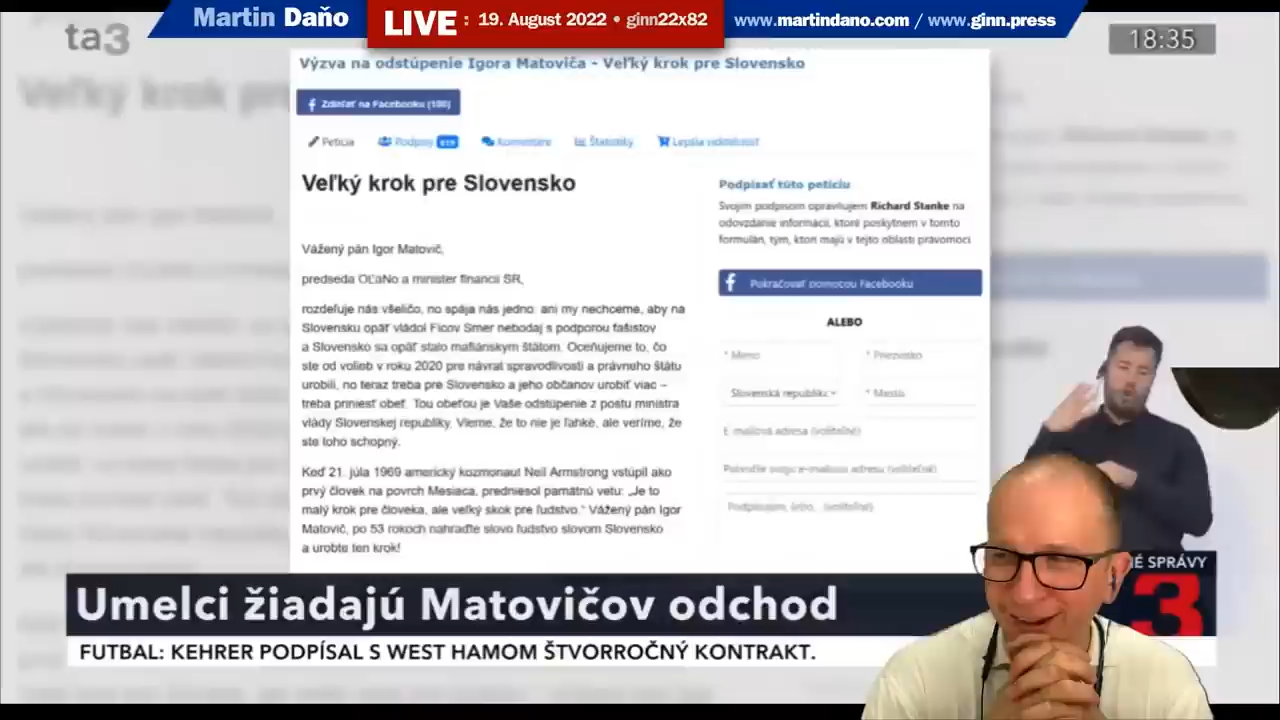 Martin Daňo
LIVE : 19. August 2022 • ginn22x82
www.martindano.com / www.ginn.press
ta3
18:35
Výzva na odstúpenie Igora Matoviča - Veľký krok pre Slovensko
Zdieľať na Facebooku (180)
Petícia Podpisy Komentáre Štatistiky Lepšia viditeľnosť
Veľký krok pre Slovensko
Vážený pán Igor Matovič,
predseda OĽaNo a minister financií SR,
rozdeľuje nás všeličo, no spája nás jedno: ani my nechceme, aby na
Slovensku opäť vládol Ficov Smer nebodaj s podporou fašistov
a Slovensko sa opäť stalo mafiánskym štátom. Oceňujeme to, čo
ste od volieb v roku 2020 pre návrat spravodlivosti a právneho štátu
urobili, no teraz treba pre Slovensko a jeho občanov urobiť viac –
treba priniesť obeť. Tou obeťou je Vaše odstúpenie z postu ministra
vlády Slovenskej republiky. Vieme, že to nie je ľahké, ale veríme, že
ste toho schopný.
Keď 21. júla 1969 americký kozmonaut Neil Armstrong vstúpil ako
prvý človek na povrch Mesiaca, predniesol pamätnú vetu: „Je to
malý krok pre človeka, ale veľký skok pre ľudstvo." Vážený pán Igor
Matovič, po 53 rokoch nahraďte slovo ľudstvo slovom Slovensko
a urobte ten krok!
Podpísať túto petíciu
Svojím podpisom oprávňujem Richard Stanke na
odovzdanie informácií, ktoré poskytnem v tomto
formulári, tým, ktorí majú v tejto oblasti právomoci.
Pokračovať pomocou Facebooku
ALEBO
* Meno
* Priezvisko
Slovenská republika
* Mesto
E-mailová adresa (voliteľné)
Potvrďte svoju e-mailovú adresu (voliteľné)
Podpisujem, lebo... (voliteľné)
Umelci žiadajú Matovičov odchod
FUTBAL: KEHRER PODPÍSAL S WEST HAMOM ŠTVORROČNÝ KONTRAKT.
É SPRÁVY
3